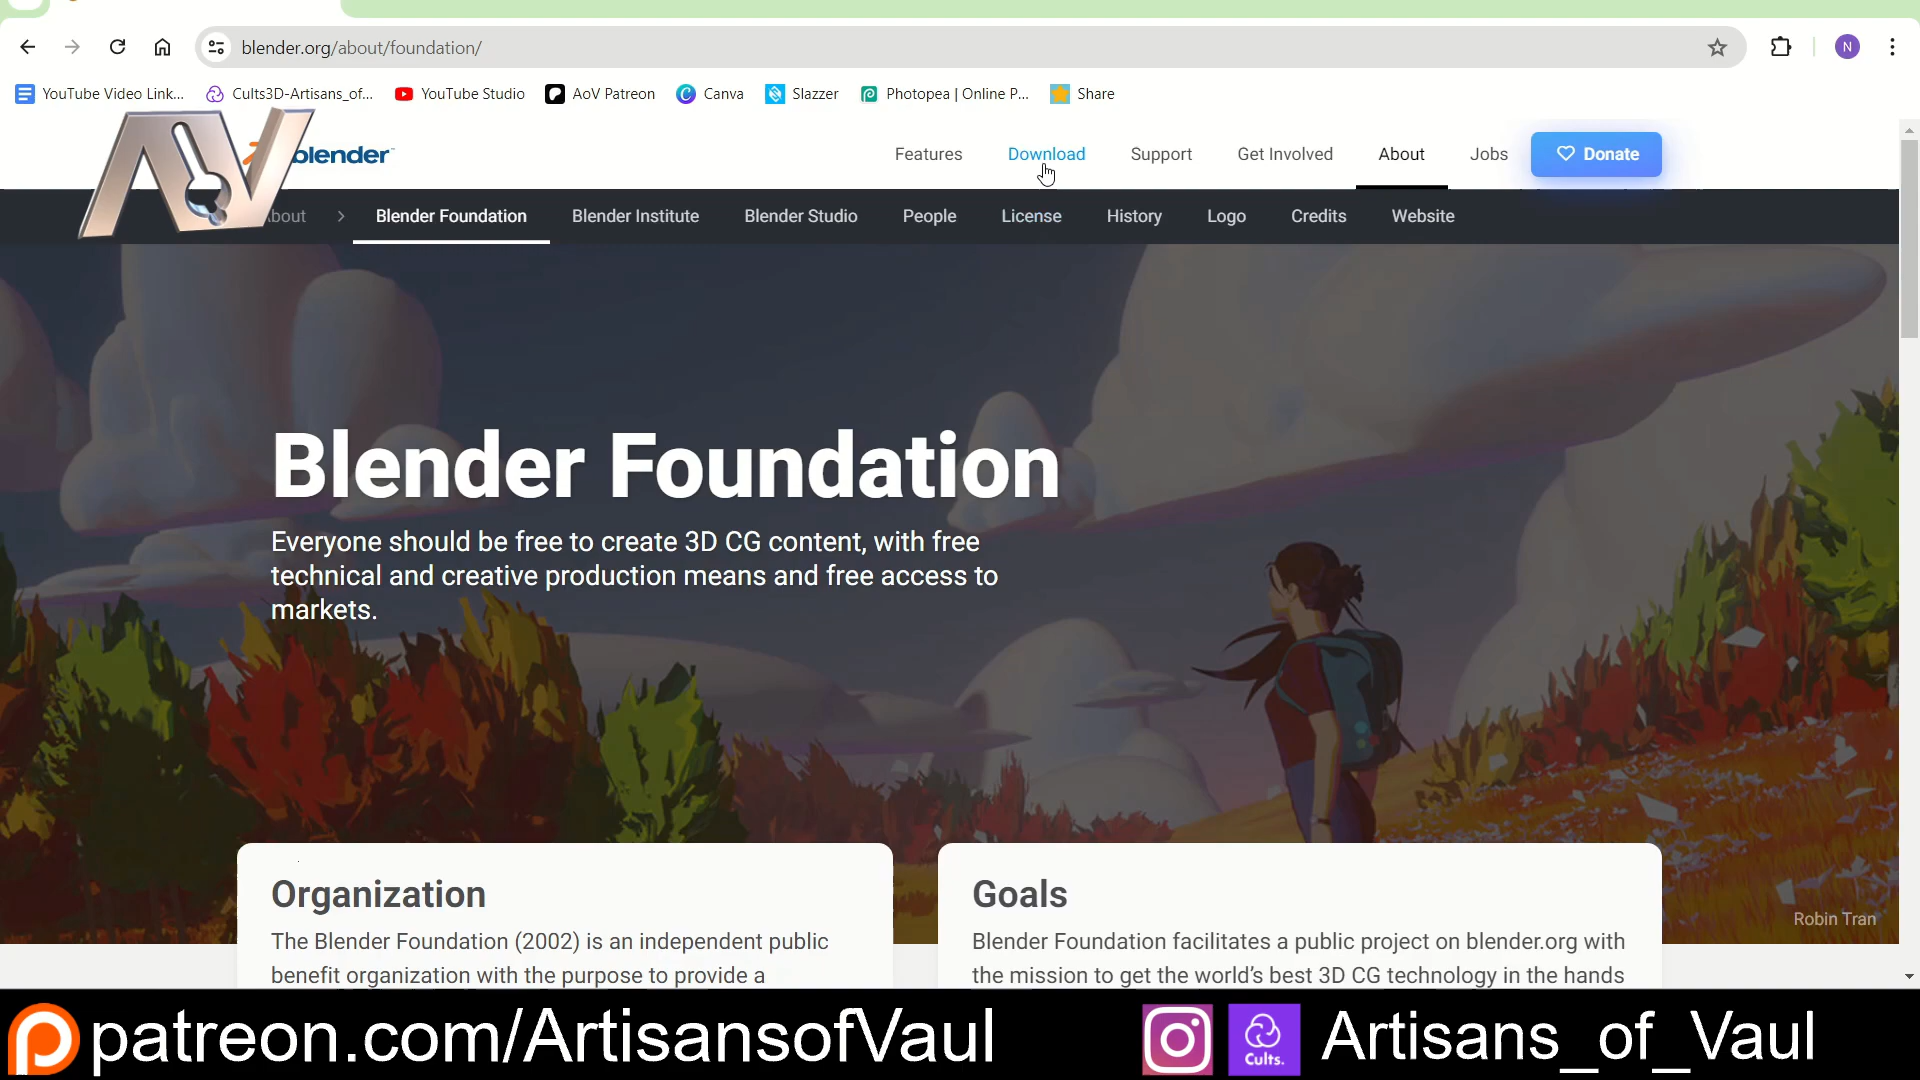 blender.org/about/foundation/
N
YouTube Video Link... Cults3D-Artisans_of... YouTube Studio AoV Patreon Canva Slazzer Photopea | Online P... Share
AV
blender Features Download Support Get Involved About Jobs Donate
bout > Blender Foundation Blender Institute Blender Studio People License History Logo Credits Website
Blender Foundation
Everyone should be free to create 3D CG content, with free
technical and creative production means and free access to
markets.
Organization
The Blender Foundation (2002) is an independent public
benefit organization with the purpose to provide a
Goals
Blender Foundation facilitates a public project on blender.org with
the mission to get the world's best 3D CG technology in the hands
Robin Tran
patreon.com/ArtisansofVaul
Cults.
Artisans_of_Vaul